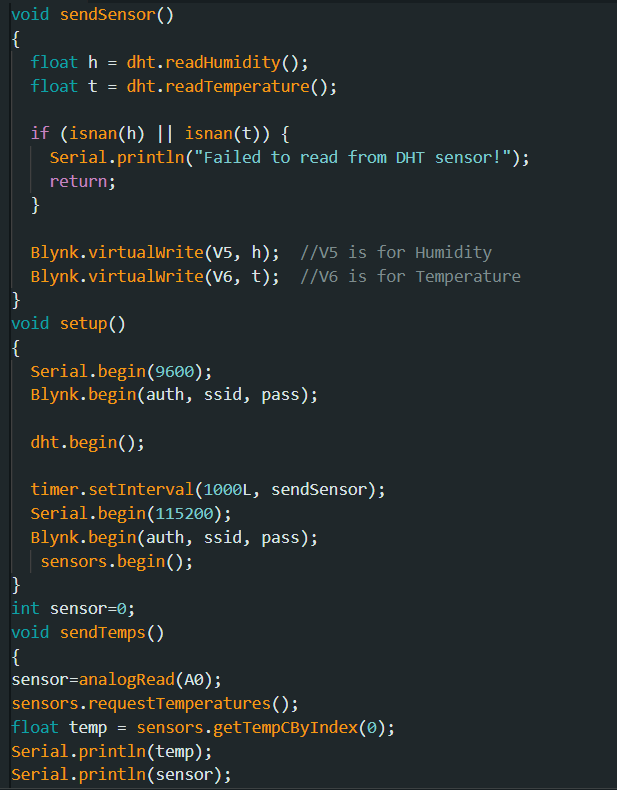 void sendSensor()
{
  float h = dht.readHumidity();
  float t = dht.readTemperature();

  if (isnan(h) || isnan(t)) {
    Serial.println("Failed to read from DHT sensor!");
    return;
  }

  Blynk.virtualWrite(V5, h);  //V5 is for Humidity
  Blynk.virtualWrite(V6, t);  //V6 is for Temperature
}
void setup()
{
  Serial.begin(9600);
  Blynk.begin(auth, ssid, pass);

  dht.begin();

  timer.setInterval(1000L, sendSensor);
  Serial.begin(115200);
  Blynk.begin(auth, ssid, pass);
   sensors.begin();
}
int sensor=0;
void sendTemps()
{
sensor=analogRead(A0);
sensors.requestTemperatures();
float temp = sensors.getTempCByIndex(0);
Serial.println(temp);
Serial.println(sensor);